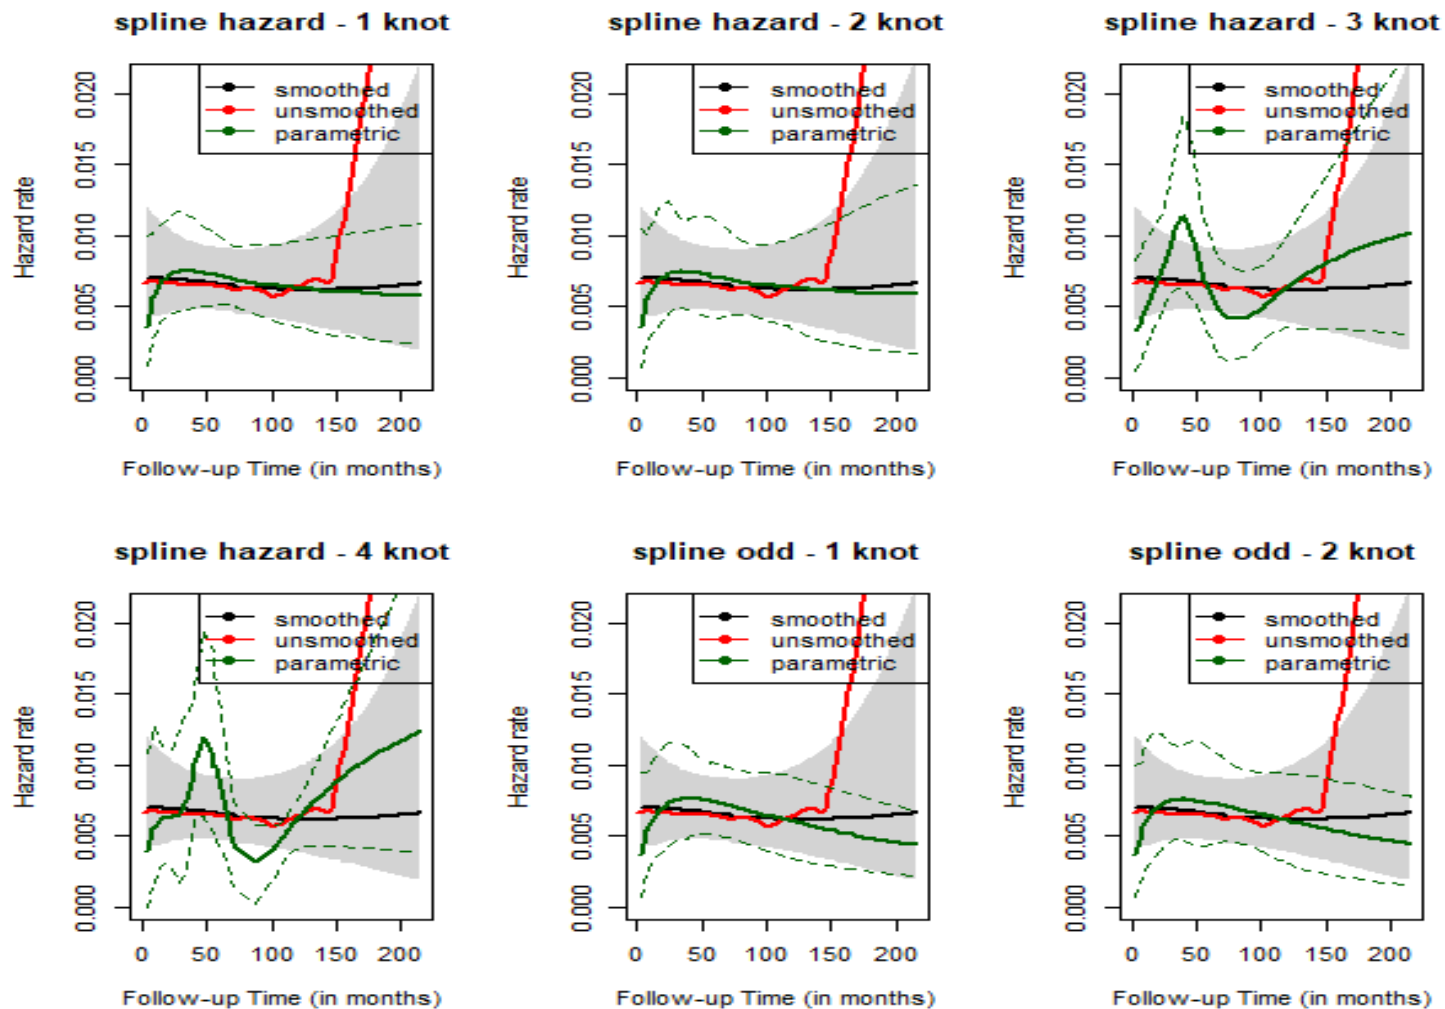 spline hazard - 1 knot
smoothed
unsmoothed
parametric
Hazard rate
0.000
0.005
0.010
0.015
0.020
0 50 100 150 200
Follow-up Time (in months)
spline hazard - 2 knot
smoothed
unsmoothed
parametric
Hazard rate
0.000
0.005
0.010
0.015
0.020
0 50 100 150 200
Follow-up Time (in months)
spline hazard - 3 knot
smoothed
unsmoothed
parametric
Hazard rate
0.000
0.005
0.010
0.015
0.020
0 50 100 150 200
Follow-up Time (in months)
spline hazard - 4 knot
smoothed
unsmoothed
parametric
Hazard rate
0.000
0.005
0.010
0.015
0.020
0 50 100 150 200
Follow-up Time (in months)
spline odd - 1 knot
smoothed
unsmoothed
parametric
Hazard rate
0.000
0.005
0.010
0.015
0.020
0 50 100 150 200
Follow-up Time (in months)
spline odd - 2 knot
smoothed
unsmoothed
parametric
Hazard rate
0.000
0.005
0.010
0.015
0.020
0 50 100 150 200
Follow-up Time (in months)